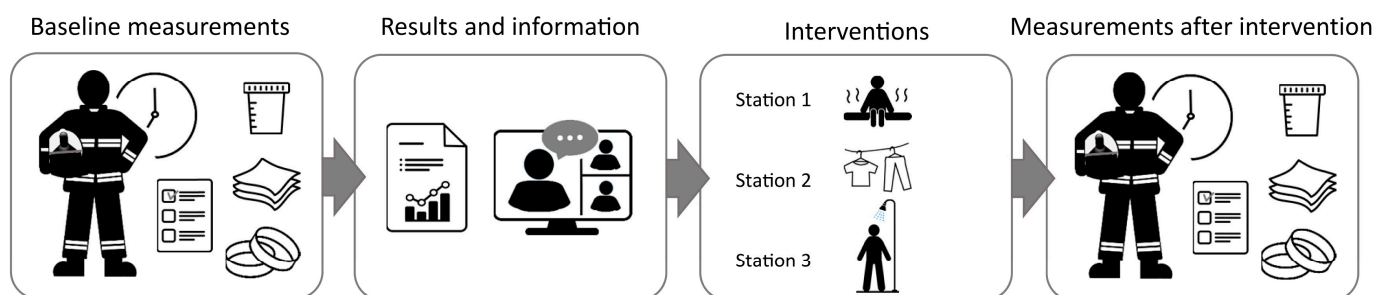 Baseline measurements
Results and information
Interventions
Measurements after intervention
Station 1
Station 2
Station 3